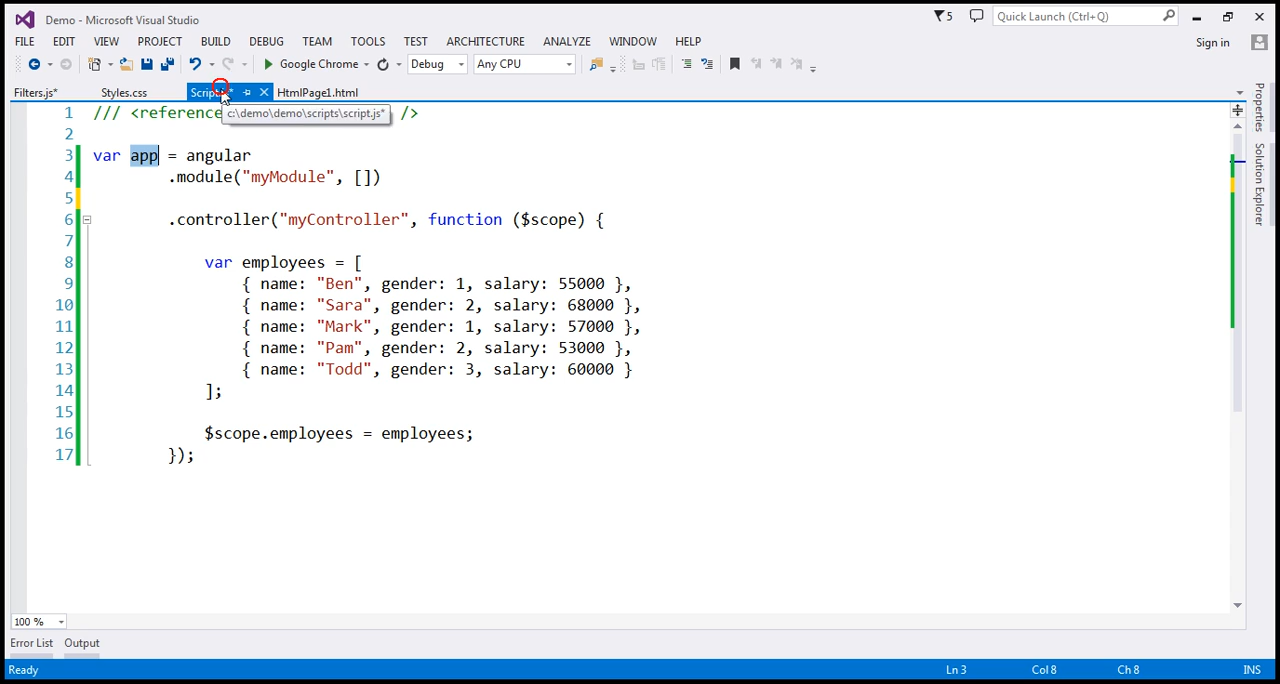 Demo - Microsoft Visual Studio
5
Quick Launch (Ctrl+Q)
FILE EDIT VIEW PROJECT BUILD DEBUG TEAM TOOLS TEST ARCHITECTURE ANALYZE WINDOW HELP
Sign in
Google Chrome Debug Any CPU
Filters.js* Styles.css HtmlPage1.html
c:\demo\demo\scripts\script.js*
1 /// <reference />
2
3 var app = angular
4 .module("myModule", [])
5
6 .controller("myController", function ($scope) {
7
8 var employees = [
9 { name: "Ben", gender: 1, salary: 55000 },
10 { name: "Sara", gender: 2, salary: 68000 },
11 { name: "Mark", gender: 1, salary: 57000 },
12 { name: "Pam", gender: 2, salary: 53000 },
13 { name: "Todd", gender: 3, salary: 60000 }
14 ];
15
16 $scope.employees = employees;
17 });
Properties
Solution Explorer
100 %
Error List Output
Ready Ln 3 Col 8 Ch 8 INS